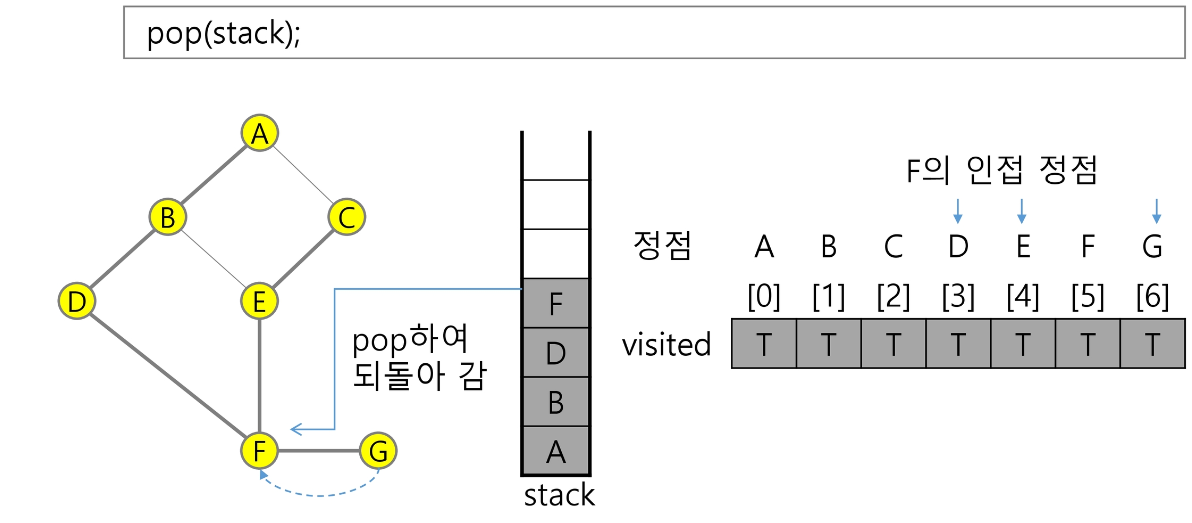 pop(stack);
A
B
C
D
E
F
G
pop하여
되돌아 감
F
D
B
A
stack
F의 인접 정점
정점 A B C D E F G
[0] [1] [2] [3] [4] [5] [6]
visited T T T T T T T